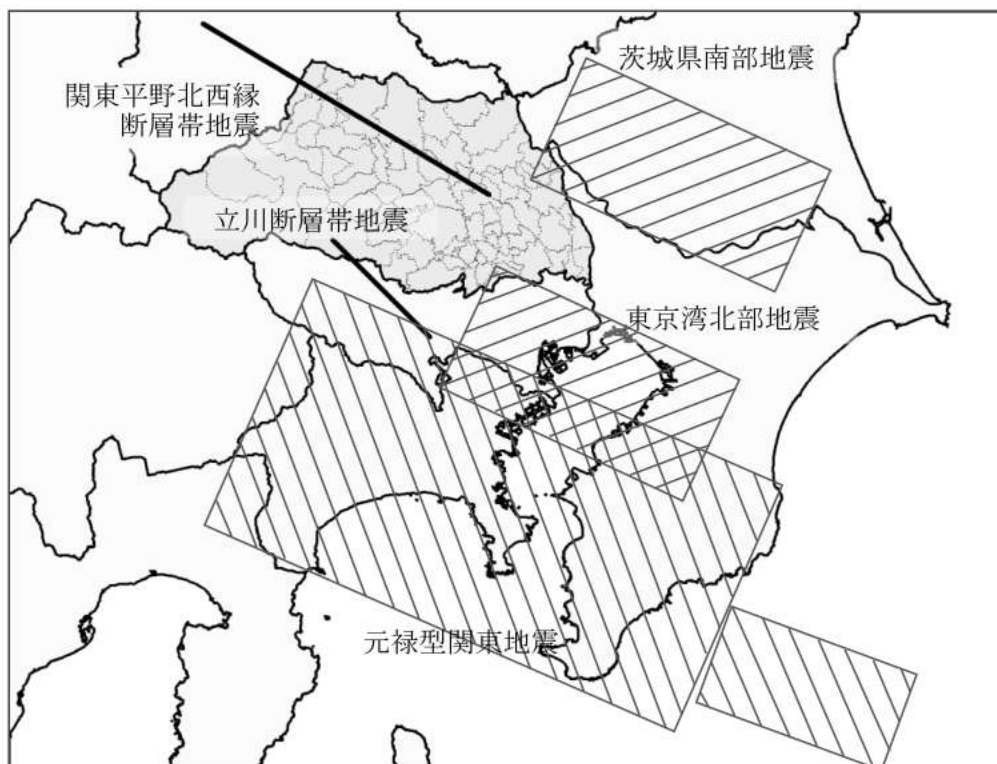 茨城県南部地震
関東平野北西縁
断層帯地震
立川断層帯地震
東京湾北部地震
元禄型関東地震